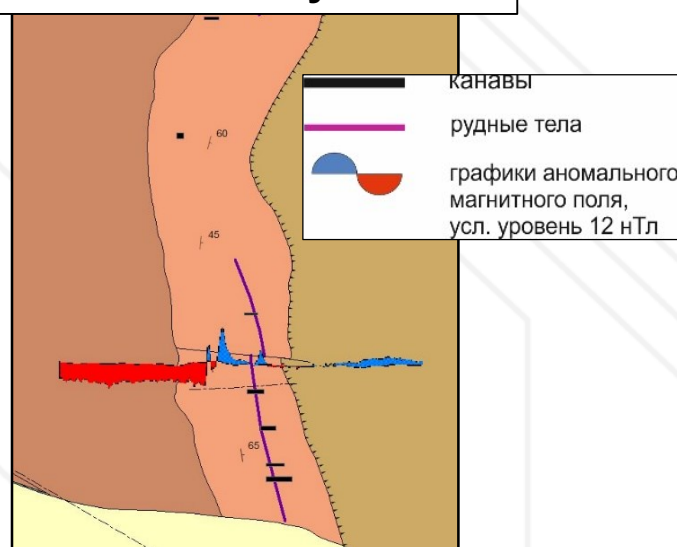 канавы
рудные тела
графики аномального
магнитного поля,
усл. уровень 12 нТл
60
45
65